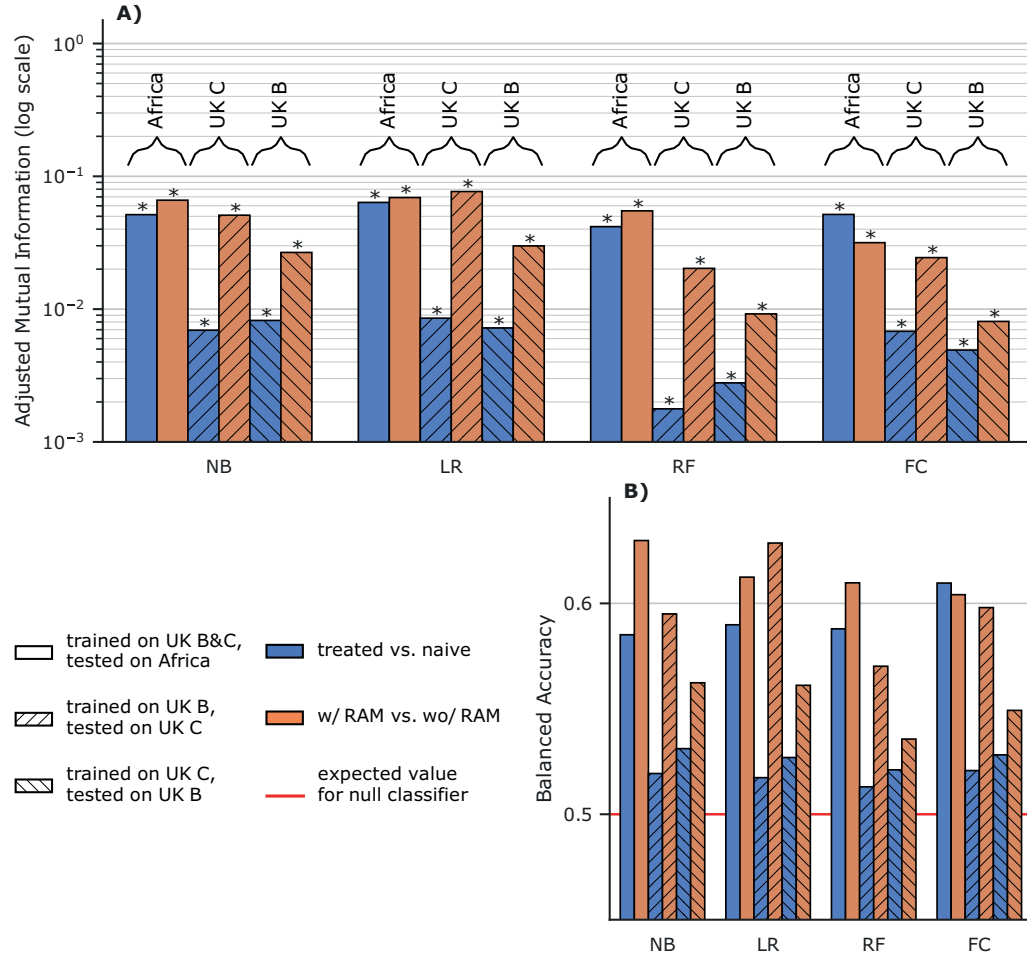 A)
Adjusted Mutual Information (log scale)
10⁰
10⁻¹
10⁻²
10⁻³
Africa
UK C
UK B
Africa
UK C
UK B
Africa
UK C
UK B
Africa
UK C
UK B
* * * * * *
* * * * * *
* * * * * *
* * * * * *
NB
LR
RF
FC
trained on UK B&C,
tested on Africa
trained on UK B,
tested on UK C
trained on UK C,
tested on UK B
treated vs. naive
w/ RAM vs. wo/ RAM
expected value
for null classifier
B)
Balanced Accuracy
0.6
0.5
NB
LR
RF
FC